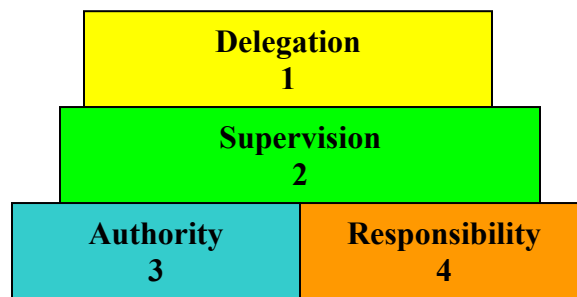 Delegation
1
Supervision
2
Authority
3
Responsibility
4